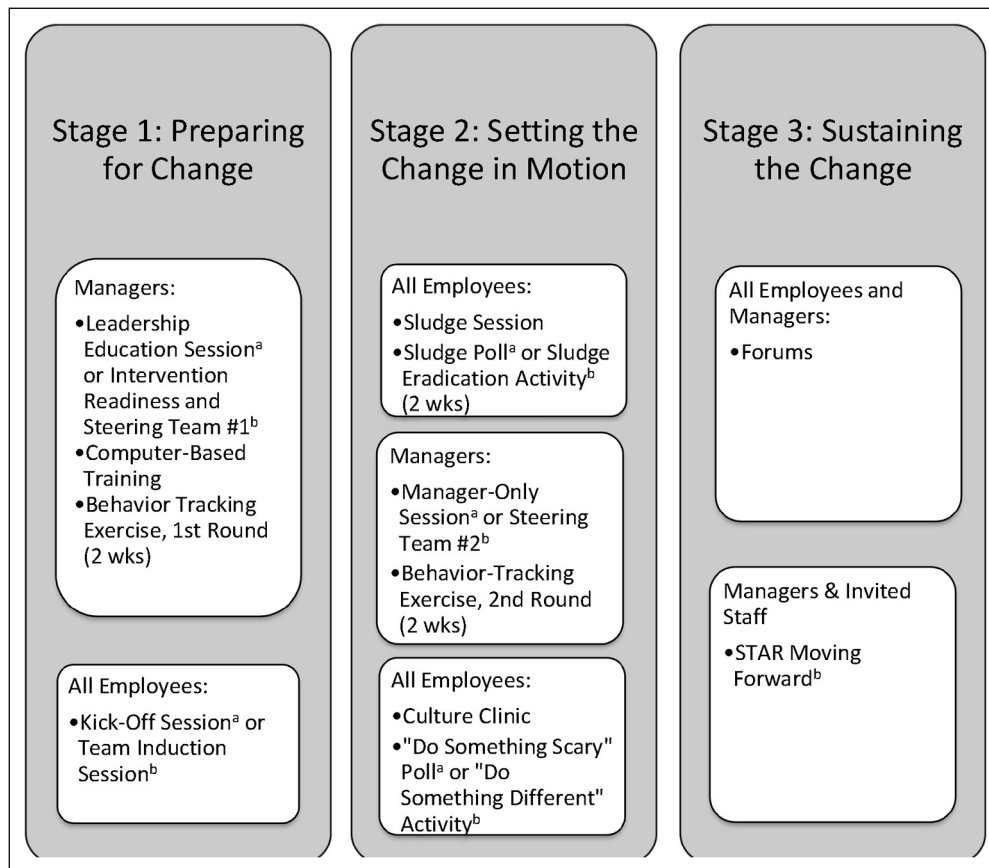 Stage 1: Preparing
for Change
Managers:
•Leadership
Education Sessionᵃ
or Intervention
Readiness and
Steering Team #1ᵇ
•Computer-Based
Training
•Behavior Tracking
Exercise, 1st Round
(2 wks)
All Employees:
•Kick-Off Sessionᵃ or
Team Induction
Sessionᵇ
Stage 2: Setting the
Change in Motion
All Employees:
•Sludge Session
•Sludge Pollᵃ or Sludge
Eradication Activityᵇ
(2 wks)
Managers:
•Manager-Only
Sessionᵃ or Steering
Team #2ᵇ
•Behavior-Tracking
Exercise, 2nd Round
(2 wks)
All Employees:
•Culture Clinic
•"Do Something Scary"
Pollᵃ or "Do
Something Different"
Activityᵇ
Stage 3: Sustaining
the Change
All Employees and
Managers:
•Forums
Managers & Invited
Staff
•STAR Moving
Forwardᵇ